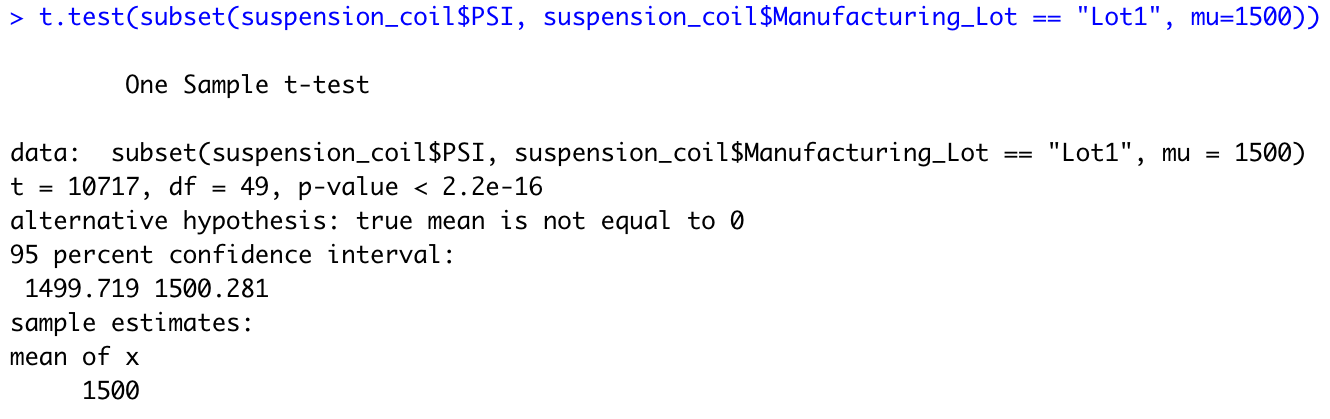 > t.test(subset(suspension_coil$PSI, suspension_coil$Manufacturing_Lot == "Lot1", mu=1500))
One Sample t-test
data:  subset(suspension_coil$PSI, suspension_coil$Manufacturing_Lot == "Lot1", mu = 1500)
t = 10717, df = 49, p-value < 2.2e-16
alternative hypothesis: true mean is not equal to 0
95 percent confidence interval:
1499.719 1500.281
sample estimates:
mean of x
1500